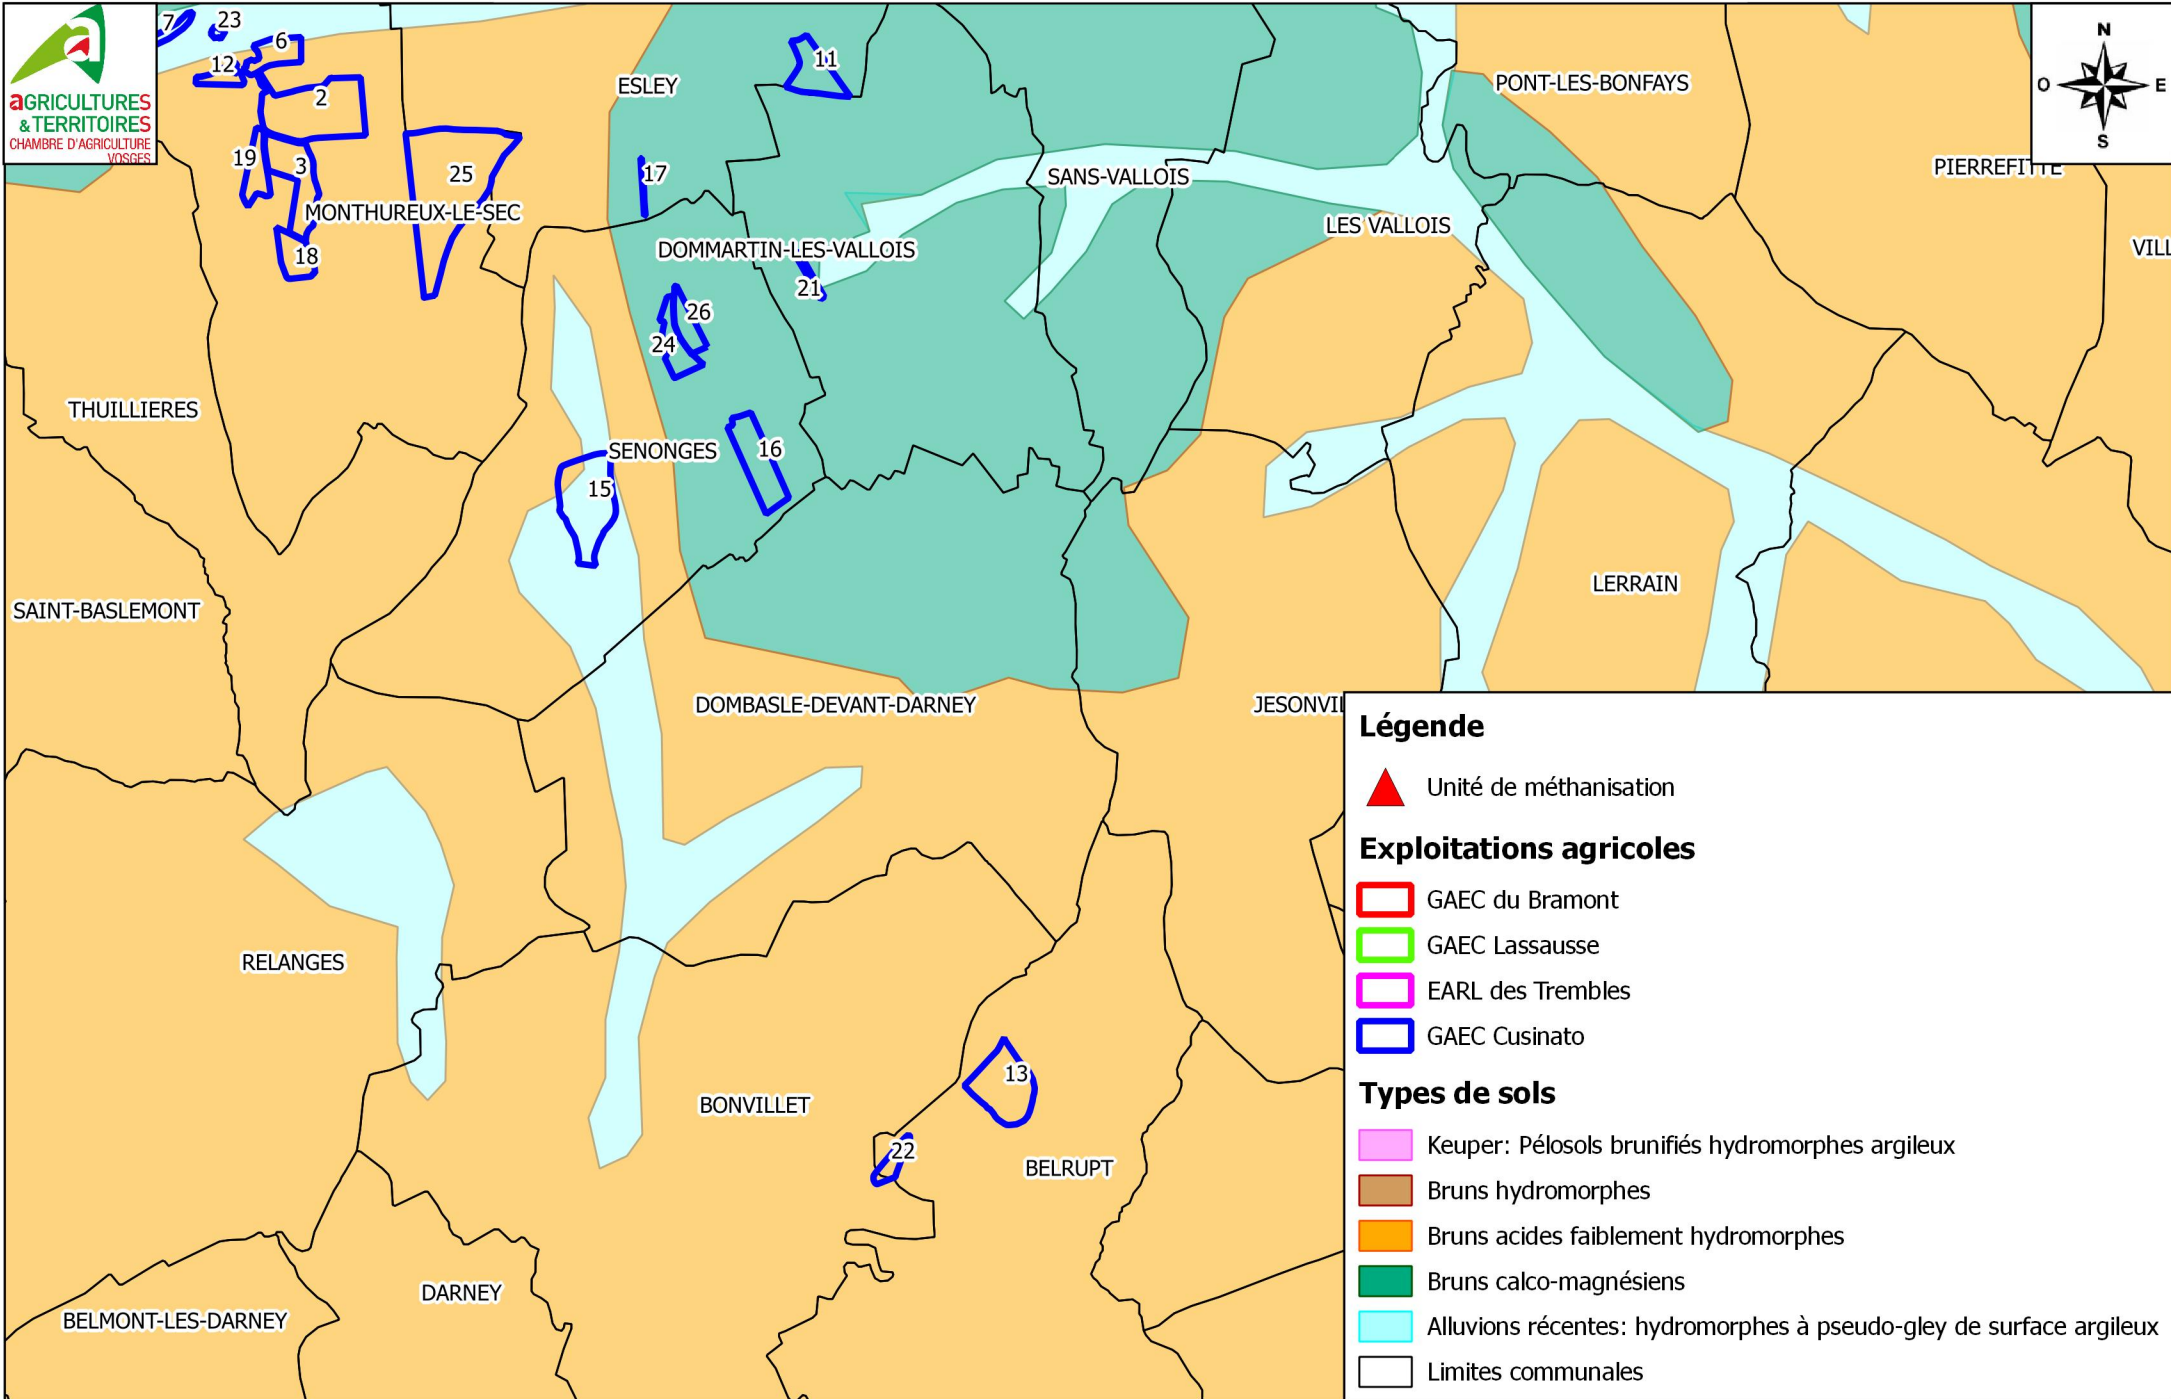 aGRICULTURES
& TERRITOIRES
CHAMBRE D'AGRICULTURE
VOSGES
N
O
E
S
7
23
6
12
2
11
ESLEY
PONT-LES-BONFAYS
19
3
25
17
SANS-VALLOIS
PIERREFITTE
MONTHUREUX-LE-SEC
LES VALLOIS
18
DOMMARTIN-LES-VALLOIS
VILL
21
26
24
THUILLIERES
SENONGES
16
15
SAINT-BASLEMONT
LERRAIN
DOMBASLE-DEVANT-DARNEY
JESONVI
RELANGES
13
BONVILLET
22
BELRUPT
DARNEY
BELMONT-LES-DARNEY
Légende
Unité de méthanisation
Exploitations agricoles
GAEC du Bramont
GAEC Lassausse
EARL des Trembles
GAEC Cusinato
Types de sols
Keuper: Pélosols brunifiés hydromorphes argileux
Bruns hydromorphes
Bruns acides faiblement hydromorphes
Bruns calco-magnésiens
Alluvions récentes: hydromorphes à pseudo-gley de surface argileux
Limites communales